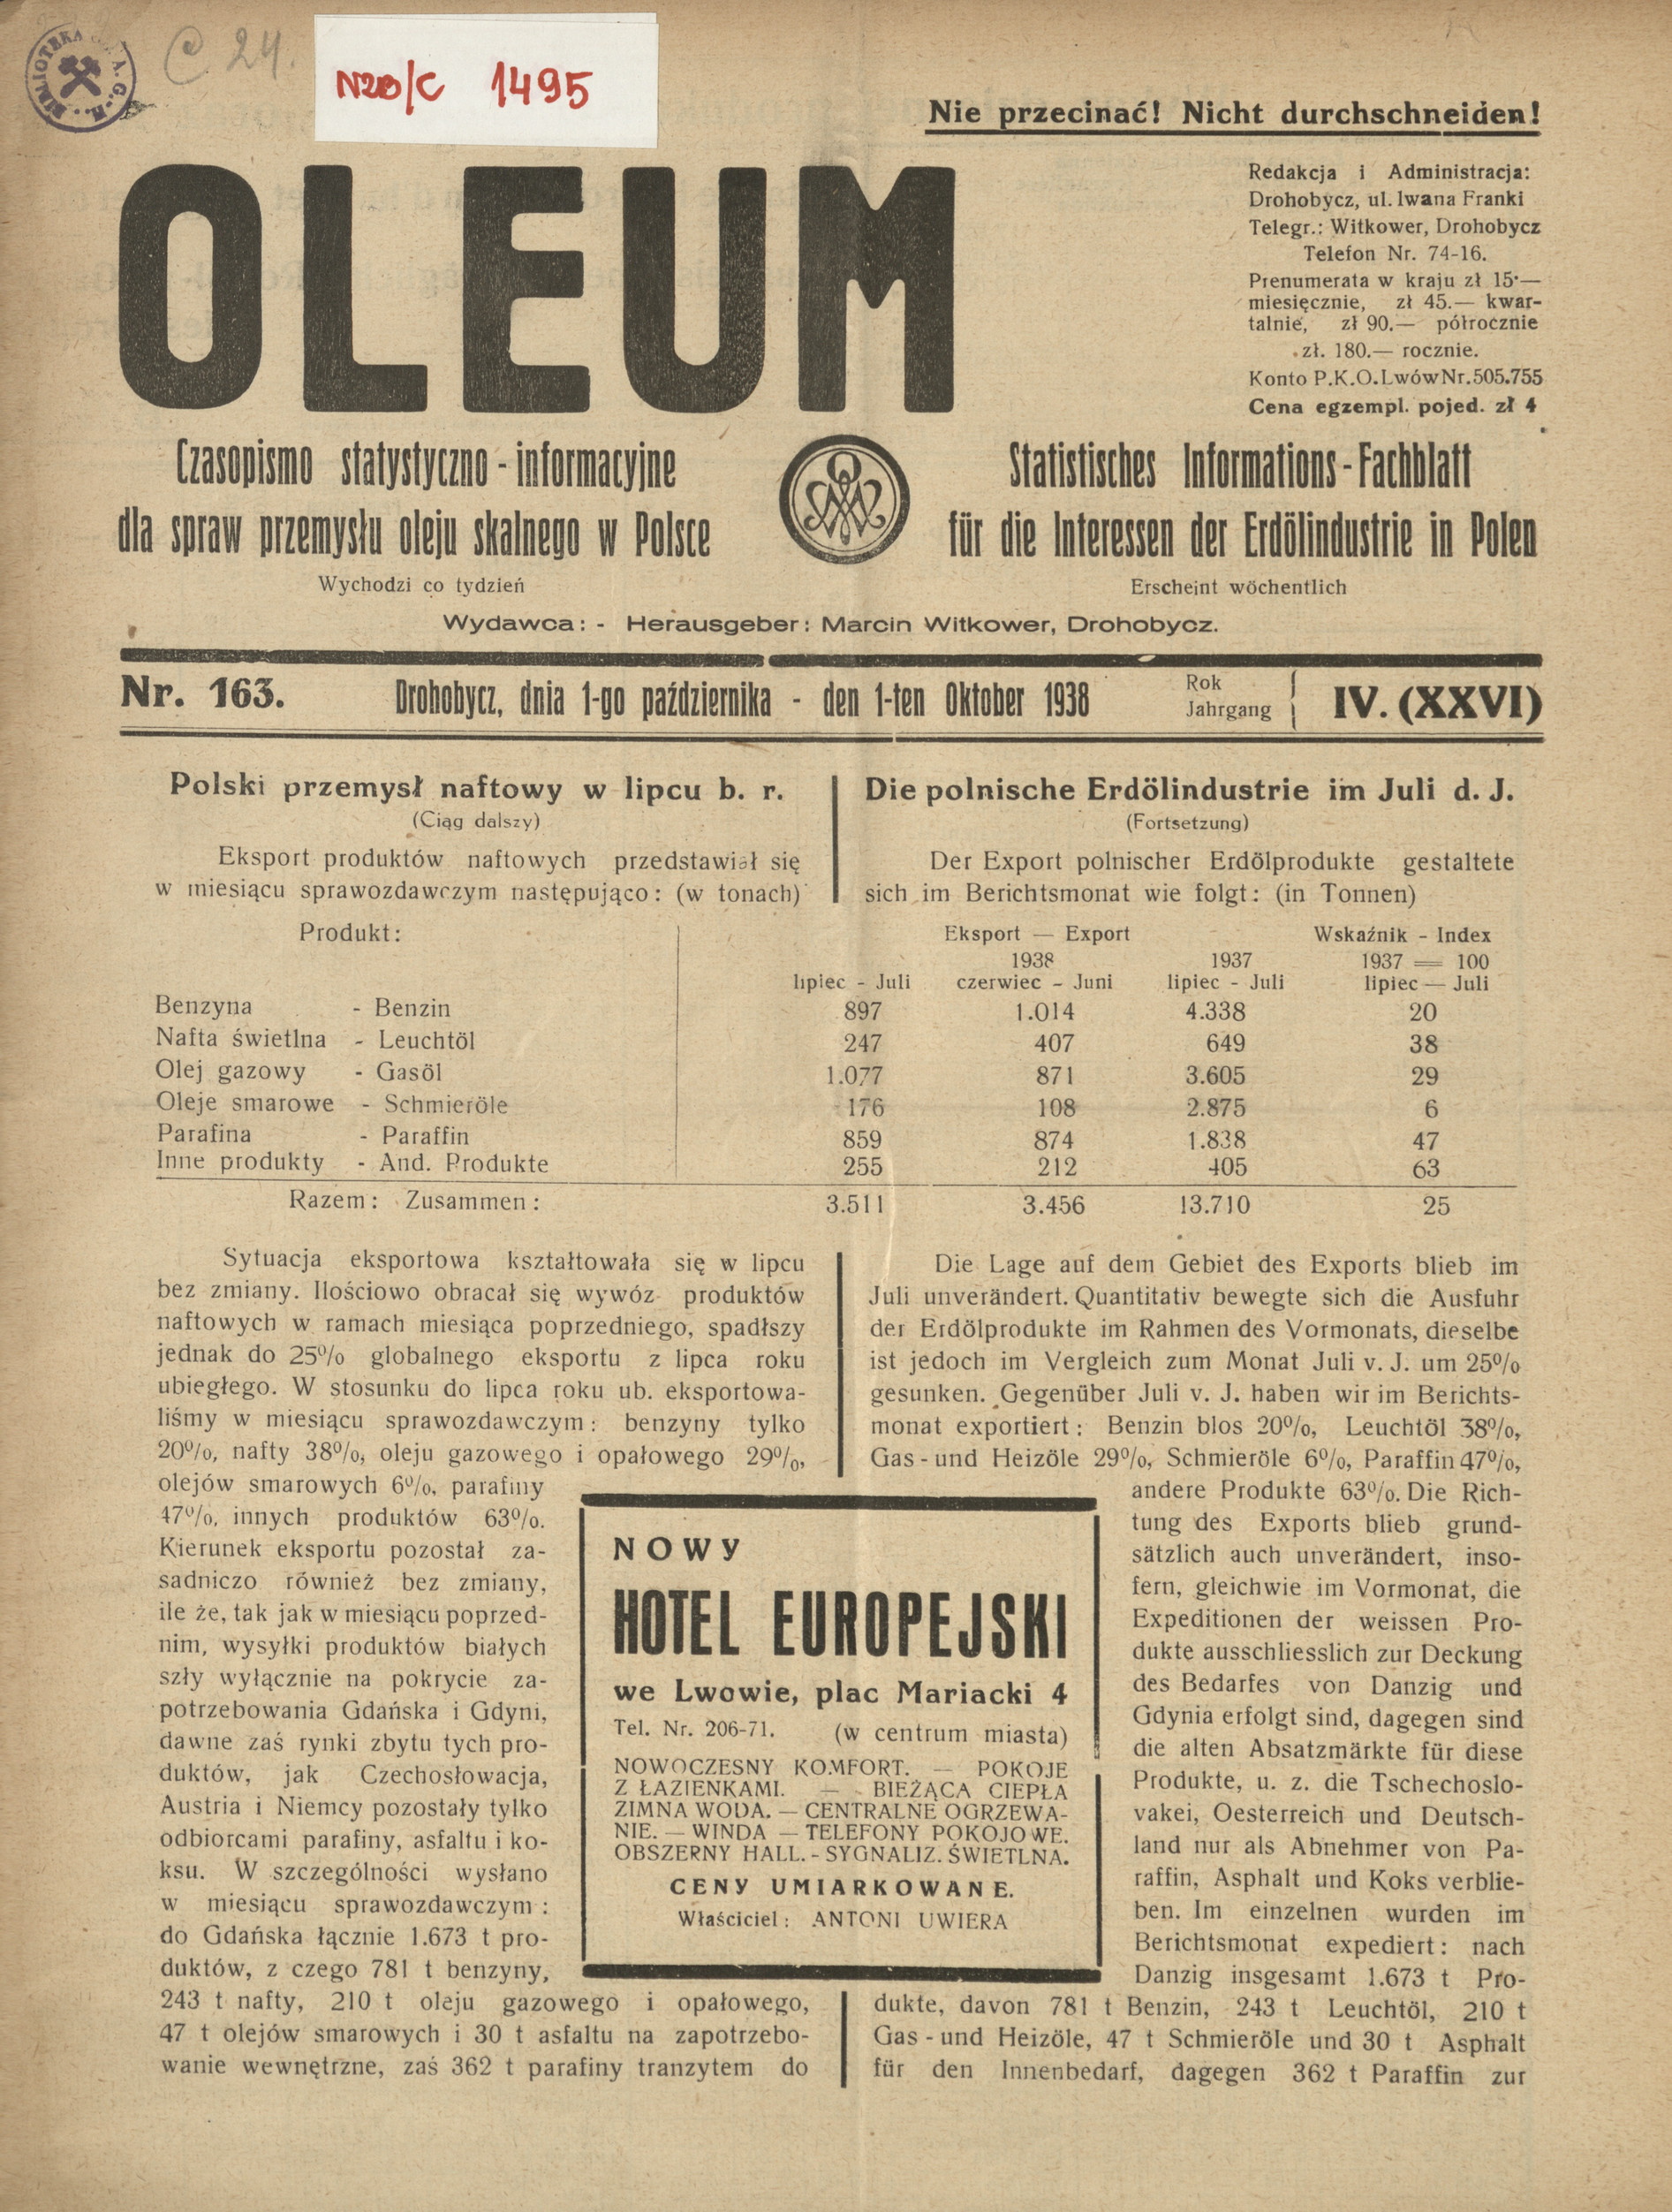 BIBLIOTEKA A.G.H.
C 24.
N20/C 1495
Nie przecinać! Nicht durchschneiden!
OLEUM
Redakcja i Administracja:
Drohobycz, ul. Iwana Franki
Telegr.: Witkower, Drohobycz
Telefon Nr. 74-16.
Prenumerata w kraju zł 15·—
miesięcznie, zł 45.— kwar-
talnie, zł 90.— półrocznie
zł. 180.— rocznie.
Konto P.K.O. Lwów Nr. 505.755
Cena egzempl. pojed. zł 4
Czasopismo statystyczno - informacyjne
dla spraw przemysłu oleju skalnego w Polsce
Wychodzi co tydzień
Statistisches Informations - Fachblatt
für die Interessen der Erdölindustrie in Polen
Erscheint wöchentlich
Wydawca: - Herausgeber: Marcin Witkower, Drohobycz.
Nr. 163. Drohobycz, dnia 1-go października - den 1-ten Oktober 1938 Rok Jahrgang IV. (XXVI)
Polski przemysł naftowy w lipcu b. r.
(Ciąg dalszy)
Eksport produktów naftowych przedstawiał się
w miesiącu sprawozdawczym następująco: (w tonach)
Die polnische Erdölindustrie im Juli d. J.
(Fortsetzung)
Der Export polnischer Erdölprodukte gestaltete
sich im Berichtsmonat wie folgt: (in Tonnen)
Produkt: Eksport — Export Wskaźnik - Index
1938 1937 1937 = 100
lipiec - Juli czerwiec - Juni lipiec - Juli lipiec — Juli
Benzyna - Benzin 897 1.014 4.338 20
Nafta świetlna - Leuchtöl 247 407 649 38
Olej gazowy - Gasöl 1.077 871 3.605 29
Oleje smarowe - Schmieröle 176 108 2.875 6
Parafina - Paraffin 859 874 1.838 47
Inne produkty - And. Produkte 255 212 405 63
Razem: Zusammen: 3.511 3.456 13.710 25
Sytuacja eksportowa kształtowała się w lipcu
bez zmiany. Ilościowo obracał się wywóz produktów
naftowych w ramach miesiąca poprzedniego, spadłszy
jednak do 25% globalnego eksportu z lipca roku
ubiegłego. W stosunku do lipca roku ub. eksportowa-
liśmy w miesiącu sprawozdawczym: benzyny tylko
20%, nafty 38%, oleju gazowego i opałowego 29%,
olejów smarowych 6%, parafiny
47%, innych produktów 63%.
Kierunek eksportu pozostał za-
sadniczo również bez zmiany,
ile że, tak jak w miesiącu poprzed-
nim, wysyłki produktów białych
szły wyłącznie na pokrycie za-
potrzebowania Gdańska i Gdyni,
dawne zaś rynki zbytu tych pro-
duktów, jak Czechosłowacja,
Austria i Niemcy pozostały tylko
odbiorcami parafiny, asfaltu i ko-
ksu. W szczególności wysłano
w miesiącu sprawozdawczym:
do Gdańska łącznie 1.673 t pro-
duktów, z czego 781 t benzyny,
243 t nafty, 210 t oleju gazowego i opałowego,
47 t olejów smarowych i 30 t asfaltu na zapotrzebo-
wanie wewnętrzne, zaś 362 t parafiny tranzytem do
NOWY
HOTEL EUROPEJSKI
we Lwowie, plac Mariacki 4
Tel. Nr. 206-71. (w centrum miasta)
NOWOCZESNY KOMFORT. — POKOJE
Z ŁAZIENKAMI. — BIEŻĄCA CIEPŁA
ZIMNA WODA. — CENTRALNE OGRZEWA-
NIE. — WINDA — TELEFONY POKOJOWE.
OBSZERNY HALL. - SYGNALIZ. ŚWIETLNA.
CENY UMIARKOWANE.
Właściciel: ANTONI UWIERA
Die Lage auf dem Gebiet des Exports blieb im
Juli unverändert. Quantitativ bewegte sich die Ausfuhr
der Erdölprodukte im Rahmen des Vormonats, dieselbe
ist jedoch im Vergleich zum Monat Juli v. J. um 25%
gesunken. Gegenüber Juli v. J. haben wir im Berichts-
monat exportiert: Benzin blos 20%, Leuchtöl 38%,
Gas - und Heizöle 29%, Schmieröle 6%, Paraffin 47%,
andere Produkte 63%. Die Rich-
tung des Exports blieb grund-
sätzlich auch unverändert, inso-
fern, gleichwie im Vormonat, die
Expeditionen der weissen Pro-
dukte ausschliesslich zur Deckung
des Bedarfes von Danzig und
Gdynia erfolgt sind, dagegen sind
die alten Absatzmärkte für diese
Produkte, u. z. die Tschechoslo-
vakei, Oesterreich und Deutsch-
land nur als Abnehmer von Pa-
raffin, Asphalt und Koks verblie-
ben. Im einzelnen wurden im
Berichtsmonat expediert: nach
Danzig insgesamt 1.673 t Pro-
dukte, davon 781 t Benzin, 243 t Leuchtöl, 210 t
Gas - und Heizöle, 47 t Schmieröle und 30 t Asphalt
für den Innenbedarf, dagegen 362 t Paraffin zur